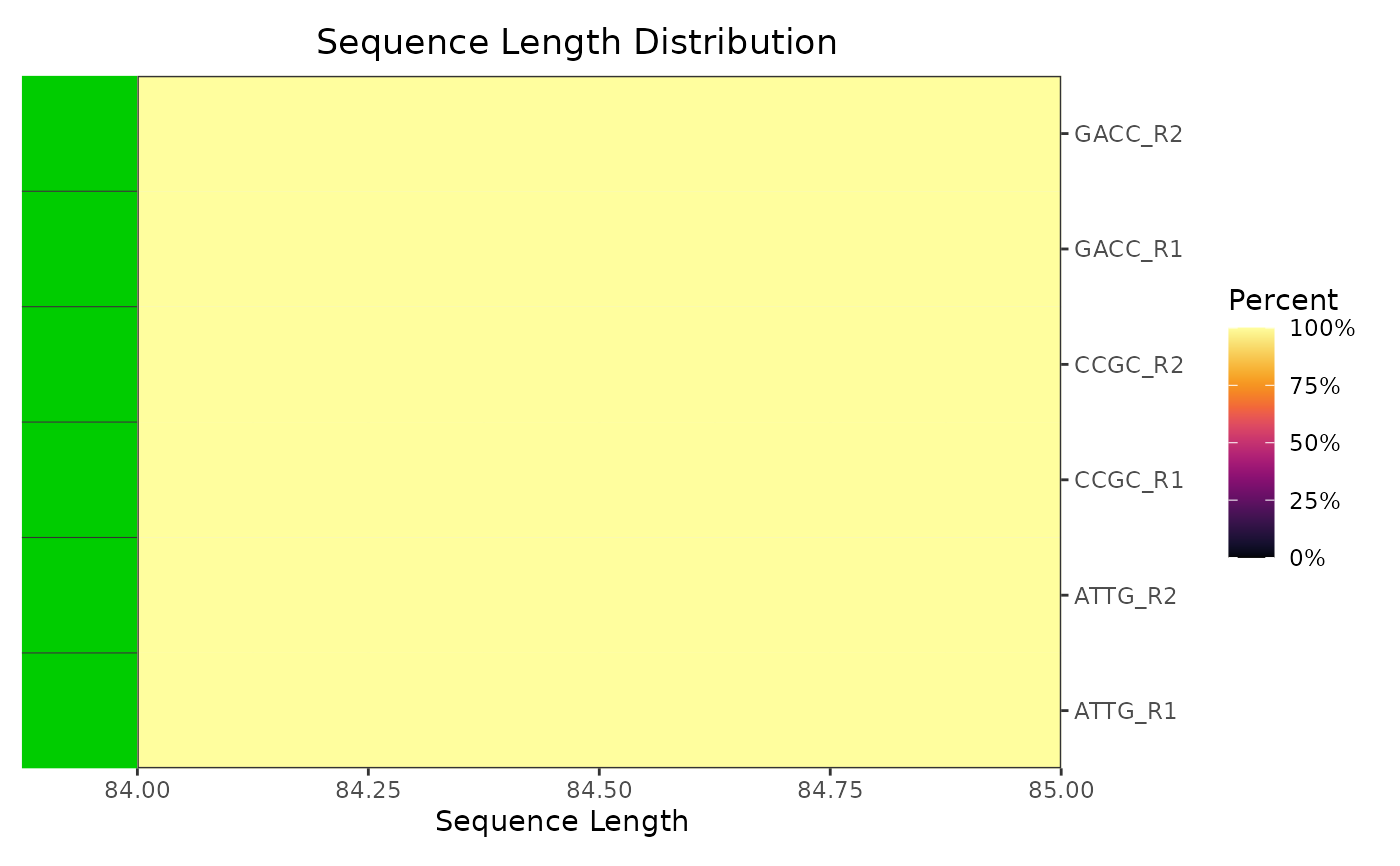 Sequence Length Distribution
GACC_R2
GACC_R1
CCGC_R2
CCGC_R1
ATTG_R2
ATTG_R1
Percent
100%
75%
50%
25%
0%
84.00 84.25 84.50 84.75 85.00
Sequence Length